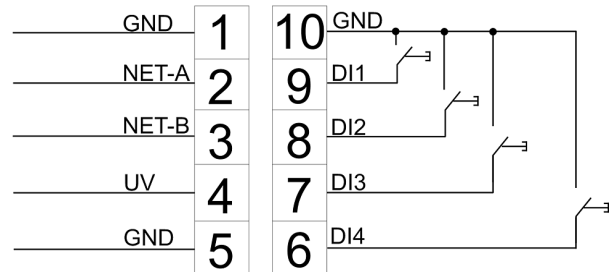 GND 1 10 GND
NET-A 2 9 DI1
NET-B 3 8 DI2
UV 4 7 DI3
GND 5 6 DI4